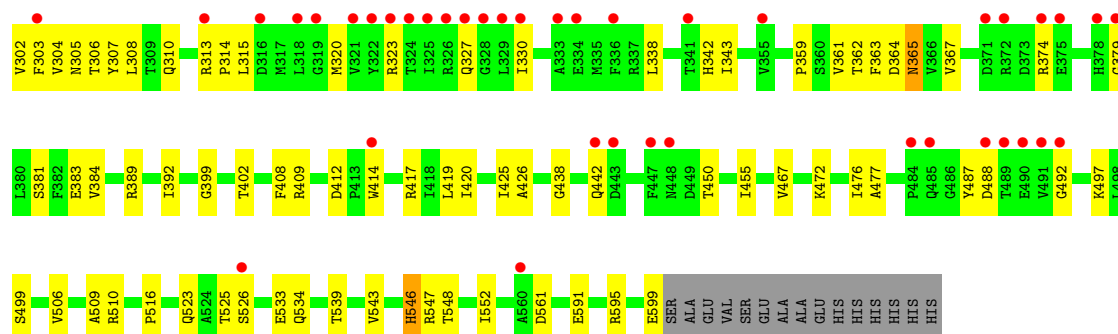 V302 F303 V304 N305 T306 Y307 L308 T309 Q310 R313 P314 L315 D316 M317 L318 G319 M320 V321 Y322 R323 T324 I325 R326 Q327 G328 L329 I330 A333 E334 M335 F336 R337 L338 T341 H342 I343 V355 P359 S360 V361 T362 F363 D364 N365 V366 V367 D371 R372 D373 R374 E375 H378 G379
L380 S381 F382 E383 V384 R389 I392 G399 T402 F408 R409 D412 P413 W414 R417 I418 L419 I420 I425 A426 G438 Q442 D443 F447 N448 D449 T450 I455 V467 K472 I476 A477 P484 Q485 G486 Y487 D488 T489 E490 V491 G492 K497 L498
S499 V506 A509 R510 P516 Q523 A524 T525 S526 E533 Q534 T539 V543 H546 R547 T548 I552 A560 D561 E591 R595 E599 SER ALA GLU VAL SER GLU ALA ALA GLU HIS HIS HIS HIS HIS HIS